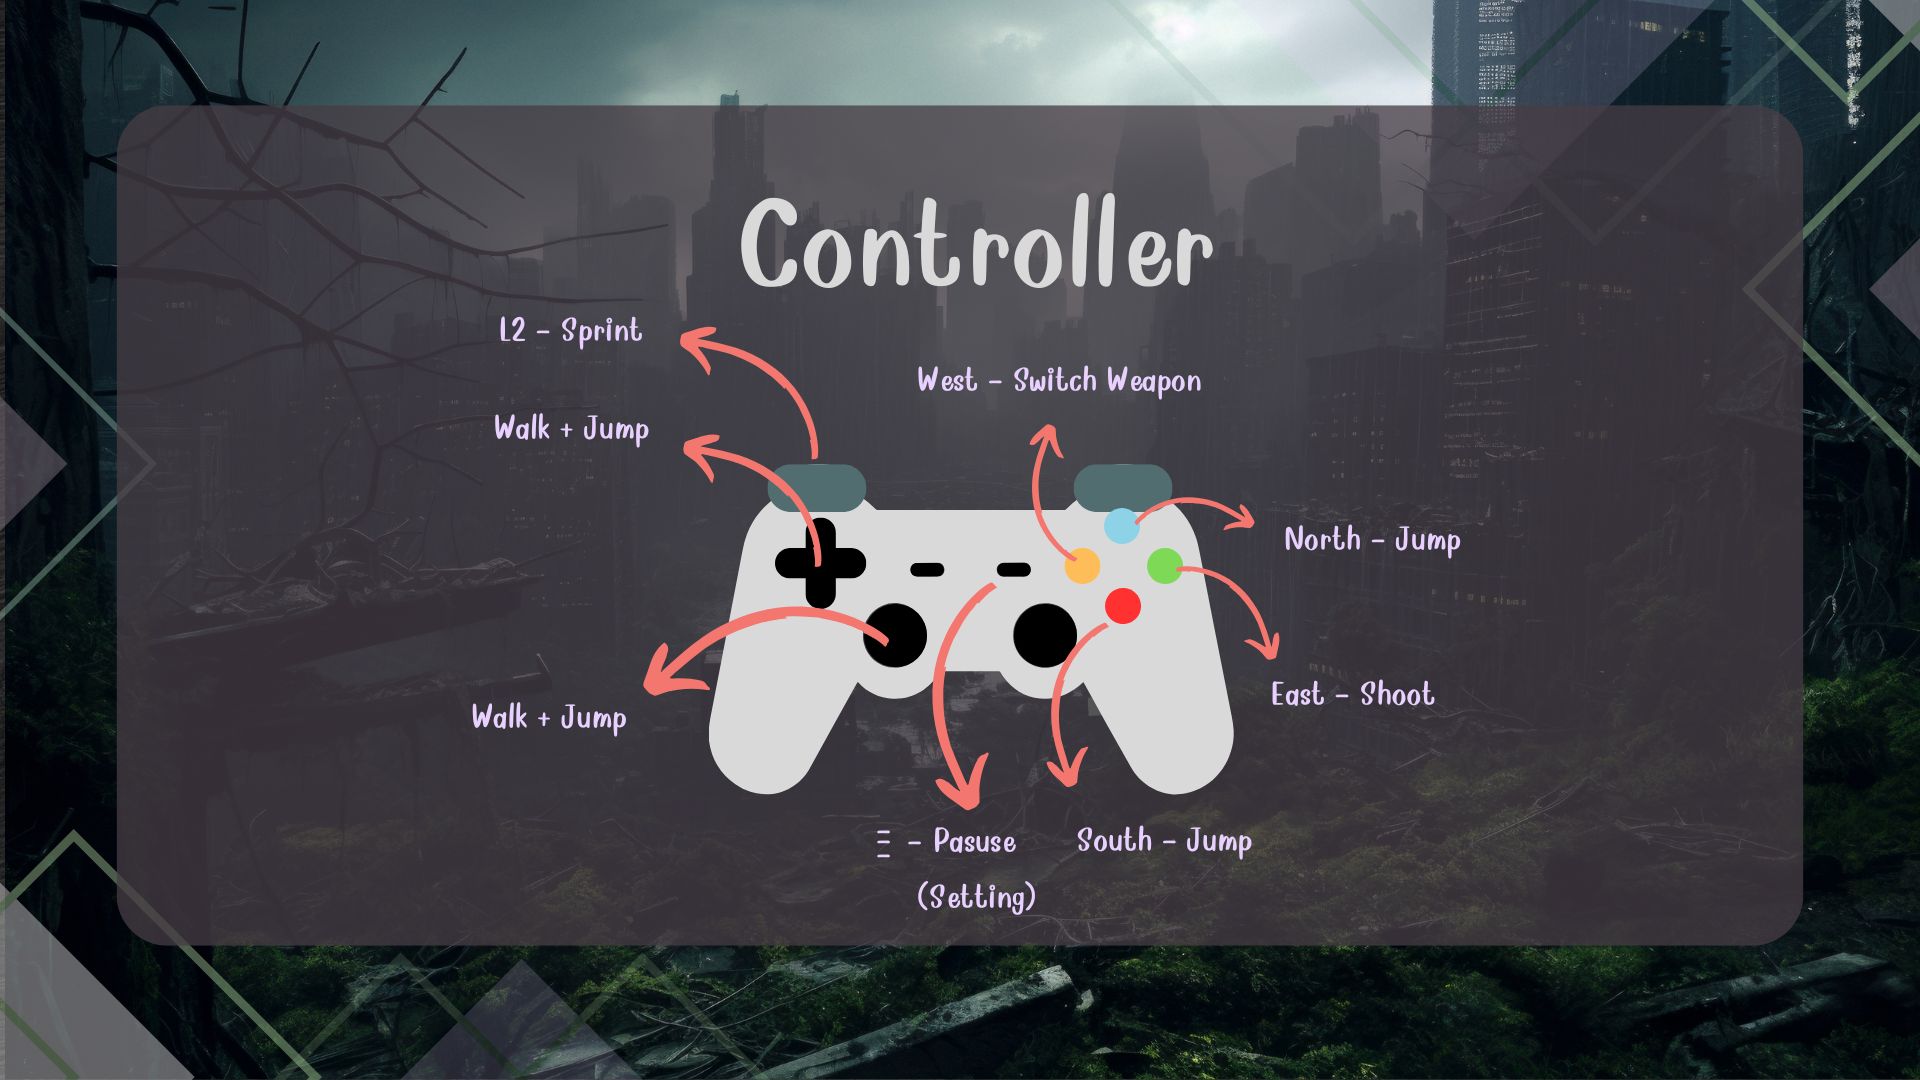 Controller
L2 - Sprint
West - Switch Weapon
Walk + Jump
North - Jump
East - Shoot
Walk + Jump
Ξ - Pasuse
(Setting)
South - Jump